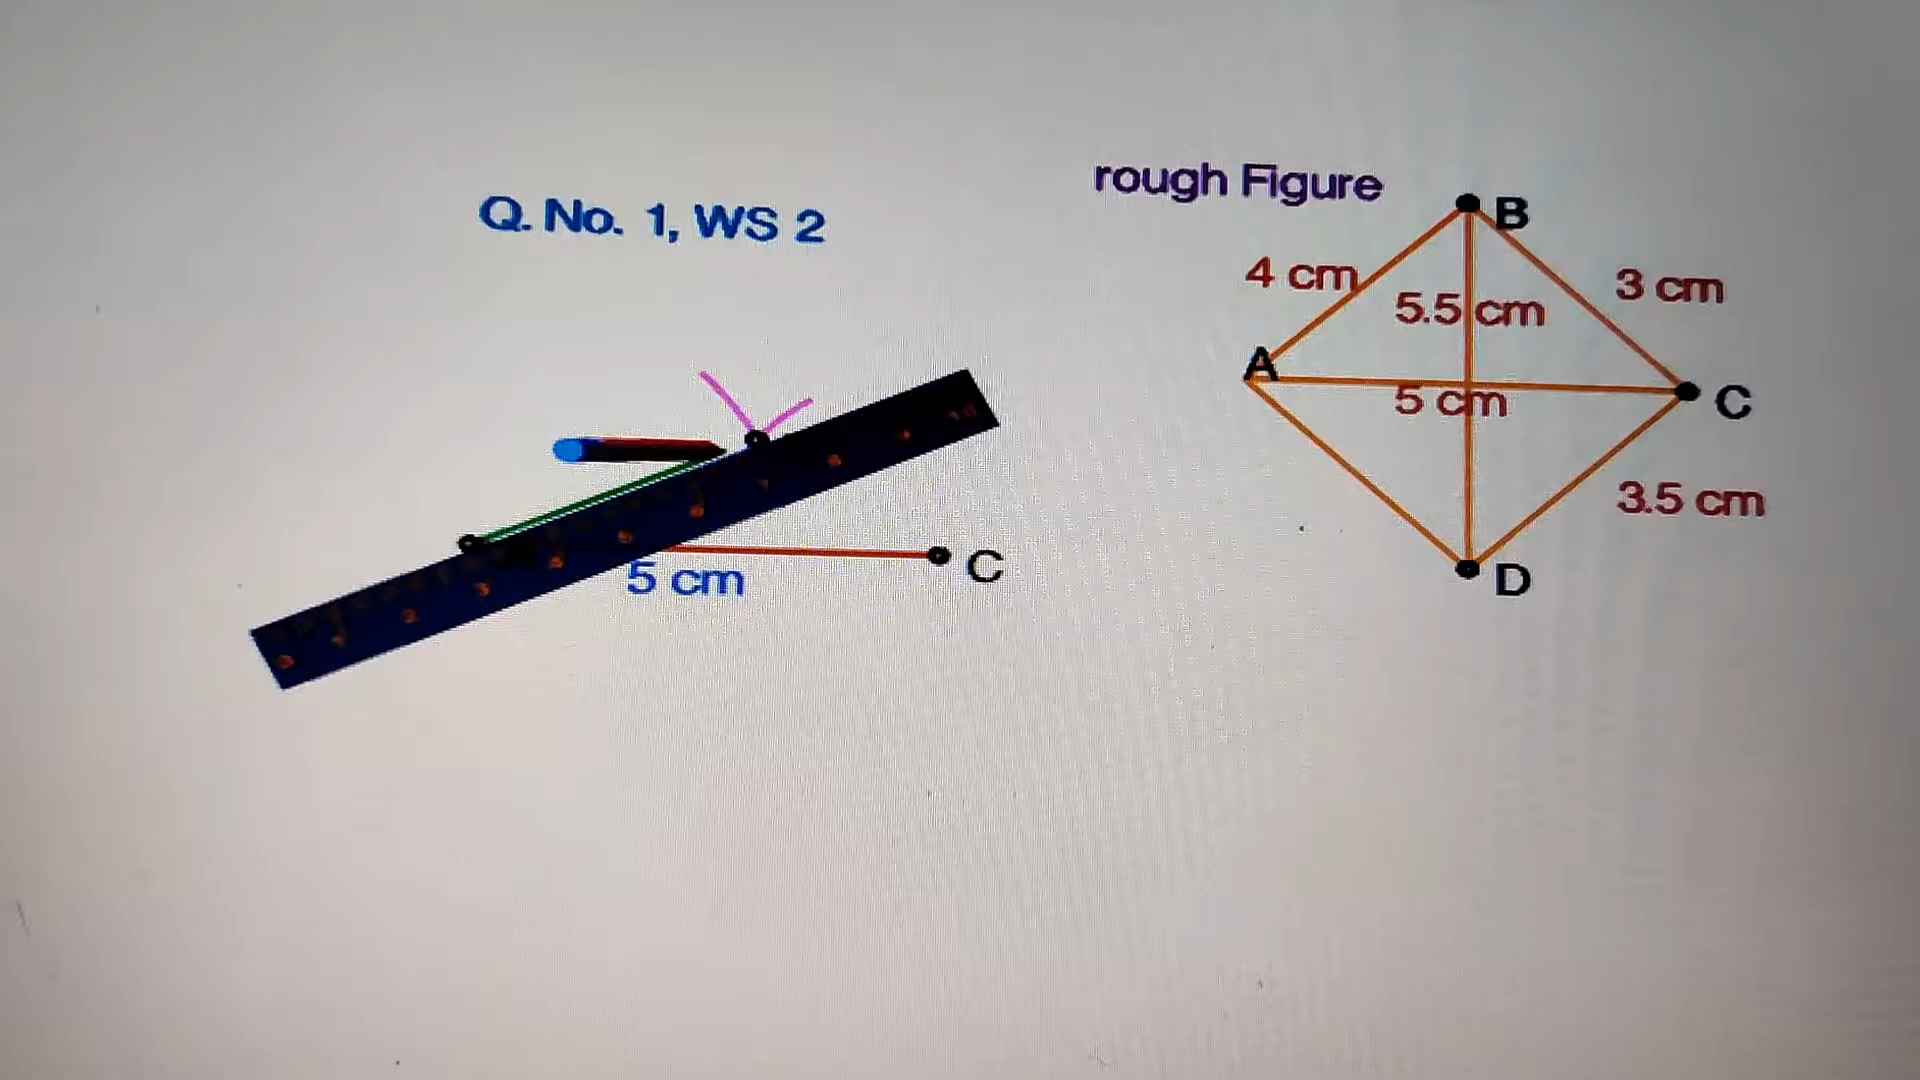 Q. No. 1, WS 2
5 cm
C
rough Figure
B
4 cm
3 cm
5.5 cm
A
5 cm
C
3.5 cm
D